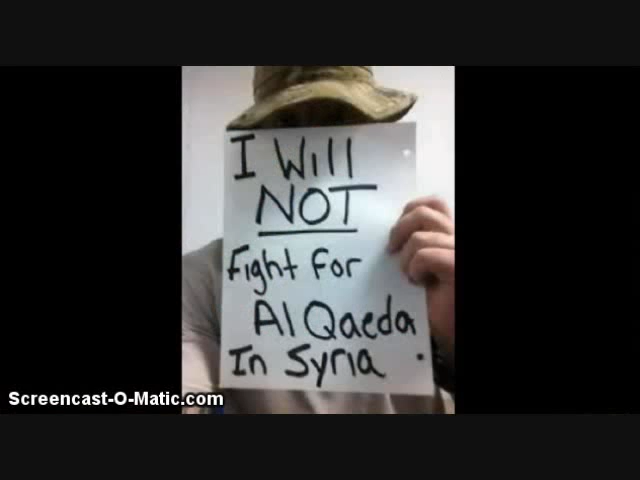 I Will
NOT
Fight for
Al Qaeda
In Syria.
Screencast-O-Matic.com